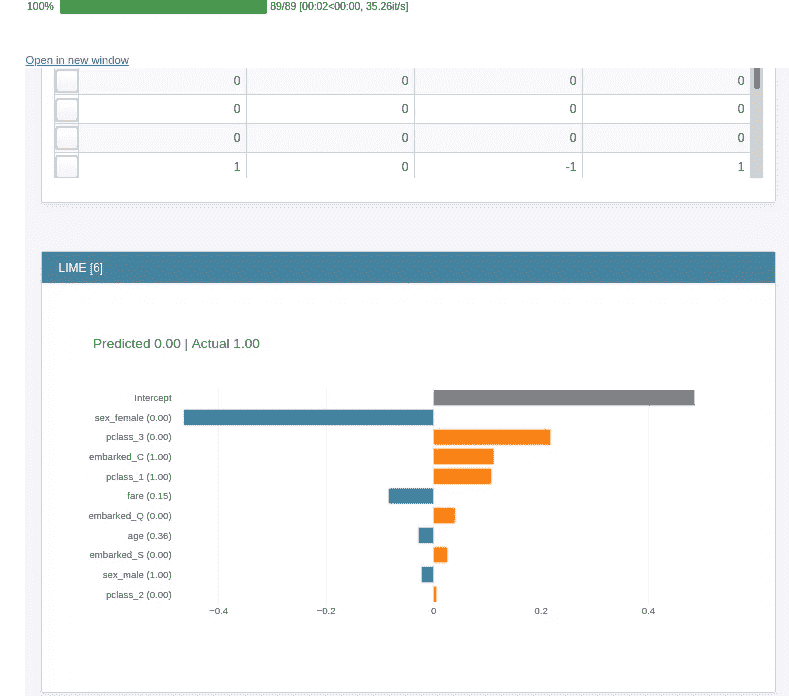 100% 89/89 [00:02<00:00, 35.26it/s]
Open in new window
0 0 0 0
0 0 0 0
0 0 0 0
1 0 -1 1
LIME [6]
Predicted 0.00 | Actual 1.00
Intercept
sex_female (0.00)
pclass_3 (0.00)
embarked_C (1.00)
pclass_1 (1.00)
fare (0.15)
embarked_Q (0.00)
age (0.36)
embarked_S (0.00)
sex_male (1.00)
pclass_2 (0.00)
−0.4 −0.2 0 0.2 0.4